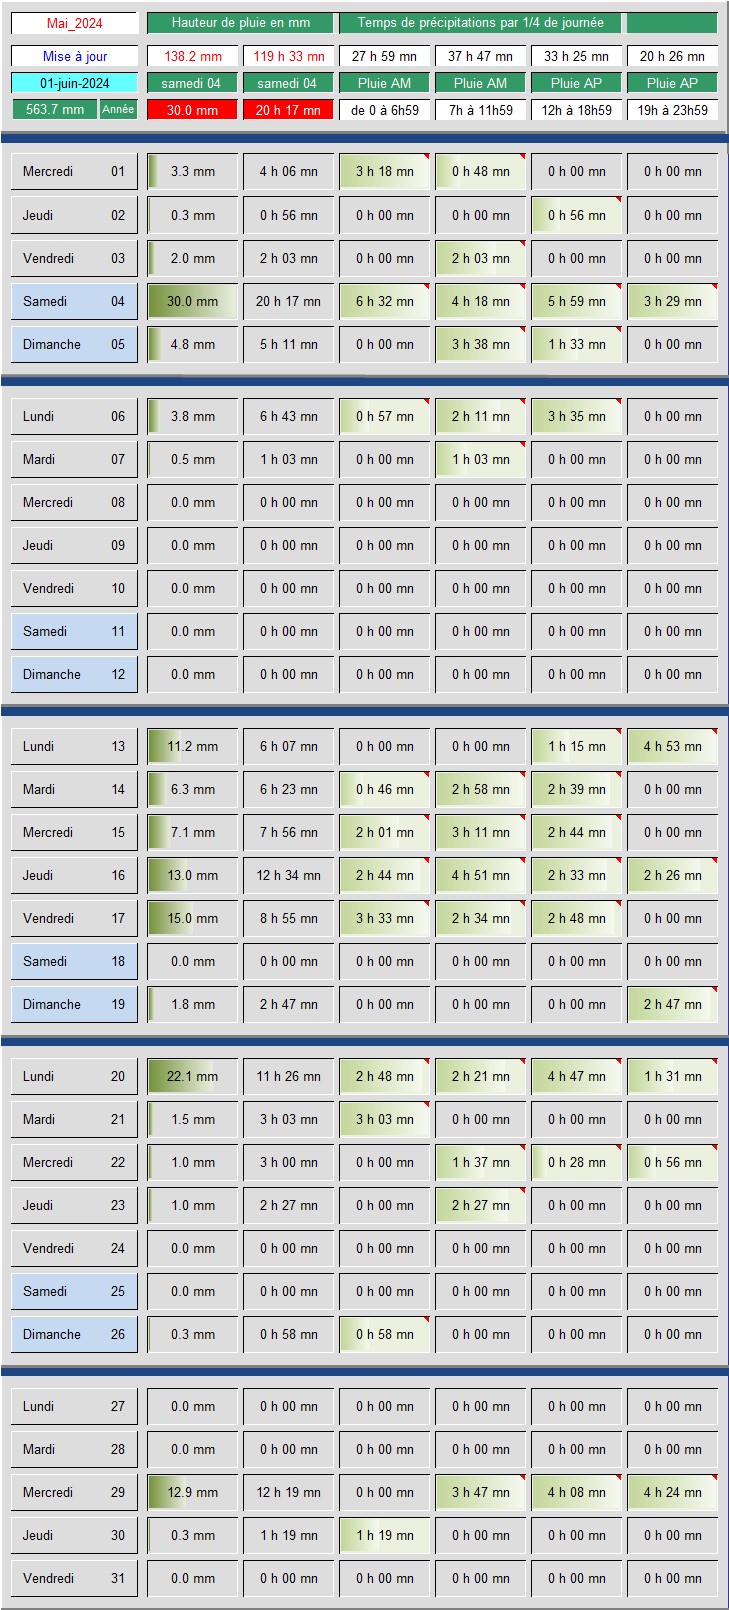 Mai_2024 Hauteur de pluie en mm Temps de précipitations par 1/4 de journée
Mise à jour 138.2 mm 119 h 33 mn 27 h 59 mn 37 h 47 mn 33 h 25 mn 20 h 26 mn
01-juin-2024 samedi 04 samedi 04 Pluie AM Pluie AM Pluie AP Pluie AP
563.7 mm Année 30.0 mm 20 h 17 mn de 0 à 6h59 7h à 11h59 12h à 18h59 19h à 23h59
Mercredi 01 3.3 mm 4 h 06 mn 3 h 18 mn 0 h 48 mn 0 h 00 mn 0 h 00 mn
Jeudi 02 0.3 mm 0 h 56 mn 0 h 00 mn 0 h 00 mn 0 h 56 mn 0 h 00 mn
Vendredi 03 2.0 mm 2 h 03 mn 0 h 00 mn 2 h 03 mn 0 h 00 mn 0 h 00 mn
Samedi 04 30.0 mm 20 h 17 mn 6 h 32 mn 4 h 18 mn 5 h 59 mn 3 h 29 mn
Dimanche 05 4.8 mm 5 h 11 mn 0 h 00 mn 3 h 38 mn 1 h 33 mn 0 h 00 mn
Lundi 06 3.8 mm 6 h 43 mn 0 h 57 mn 2 h 11 mn 3 h 35 mn 0 h 00 mn
Mardi 07 0.5 mm 1 h 03 mn 0 h 00 mn 1 h 03 mn 0 h 00 mn 0 h 00 mn
Mercredi 08 0.0 mm 0 h 00 mn 0 h 00 mn 0 h 00 mn 0 h 00 mn 0 h 00 mn
Jeudi 09 0.0 mm 0 h 00 mn 0 h 00 mn 0 h 00 mn 0 h 00 mn 0 h 00 mn
Vendredi 10 0.0 mm 0 h 00 mn 0 h 00 mn 0 h 00 mn 0 h 00 mn 0 h 00 mn
Samedi 11 0.0 mm 0 h 00 mn 0 h 00 mn 0 h 00 mn 0 h 00 mn 0 h 00 mn
Dimanche 12 0.0 mm 0 h 00 mn 0 h 00 mn 0 h 00 mn 0 h 00 mn 0 h 00 mn
Lundi 13 11.2 mm 6 h 07 mn 0 h 00 mn 0 h 00 mn 1 h 15 mn 4 h 53 mn
Mardi 14 6.3 mm 6 h 23 mn 0 h 46 mn 2 h 58 mn 2 h 39 mn 0 h 00 mn
Mercredi 15 7.1 mm 7 h 56 mn 2 h 01 mn 3 h 11 mn 2 h 44 mn 0 h 00 mn
Jeudi 16 13.0 mm 12 h 34 mn 2 h 44 mn 4 h 51 mn 2 h 33 mn 2 h 26 mn
Vendredi 17 15.0 mm 8 h 55 mn 3 h 33 mn 2 h 34 mn 2 h 48 mn 0 h 00 mn
Samedi 18 0.0 mm 0 h 00 mn 0 h 00 mn 0 h 00 mn 0 h 00 mn 0 h 00 mn
Dimanche 19 1.8 mm 2 h 47 mn 0 h 00 mn 0 h 00 mn 0 h 00 mn 2 h 47 mn
Lundi 20 22.1 mm 11 h 26 mn 2 h 48 mn 2 h 21 mn 4 h 47 mn 1 h 31 mn
Mardi 21 1.5 mm 3 h 03 mn 3 h 03 mn 0 h 00 mn 0 h 00 mn 0 h 00 mn
Mercredi 22 1.0 mm 3 h 00 mn 0 h 00 mn 1 h 37 mn 0 h 28 mn 0 h 56 mn
Jeudi 23 1.0 mm 2 h 27 mn 0 h 00 mn 2 h 27 mn 0 h 00 mn 0 h 00 mn
Vendredi 24 0.0 mm 0 h 00 mn 0 h 00 mn 0 h 00 mn 0 h 00 mn 0 h 00 mn
Samedi 25 0.0 mm 0 h 00 mn 0 h 00 mn 0 h 00 mn 0 h 00 mn 0 h 00 mn
Dimanche 26 0.3 mm 0 h 58 mn 0 h 58 mn 0 h 00 mn 0 h 00 mn 0 h 00 mn
Lundi 27 0.0 mm 0 h 00 mn 0 h 00 mn 0 h 00 mn 0 h 00 mn 0 h 00 mn
Mardi 28 0.0 mm 0 h 00 mn 0 h 00 mn 0 h 00 mn 0 h 00 mn 0 h 00 mn
Mercredi 29 12.9 mm 12 h 19 mn 0 h 00 mn 3 h 47 mn 4 h 08 mn 4 h 24 mn
Jeudi 30 0.3 mm 1 h 19 mn 1 h 19 mn 0 h 00 mn 0 h 00 mn 0 h 00 mn
Vendredi 31 0.0 mm 0 h 00 mn 0 h 00 mn 0 h 00 mn 0 h 00 mn 0 h 00 mn